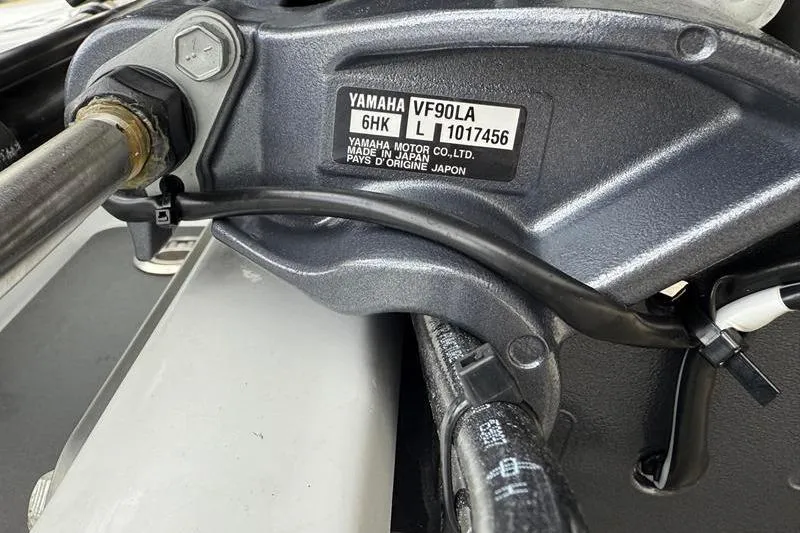 YAMAHA VF90LA
6HK L 1017456
YAMAHA MOTOR CO.,LTD.
MADE IN JAPAN
PAYS D'ORIGINE JAPON
H